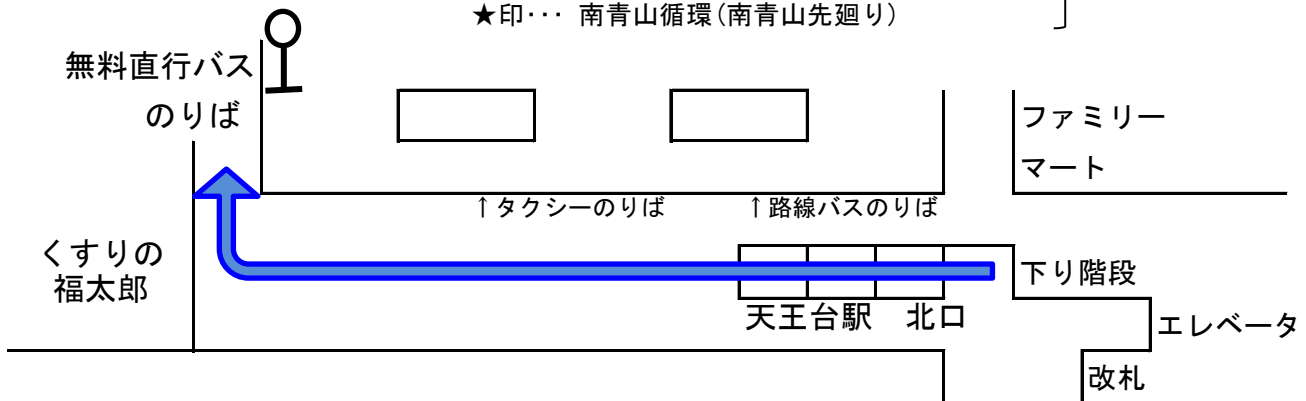 ★印･･･ 南青山循環(南青山先廻り)
無料直行バス
のりば
ファミリー
マート
↑タクシーのりば
↑路線バスのりば
くすりの
福太郎
下り階段
天王台駅 北口
エレベータ
改札